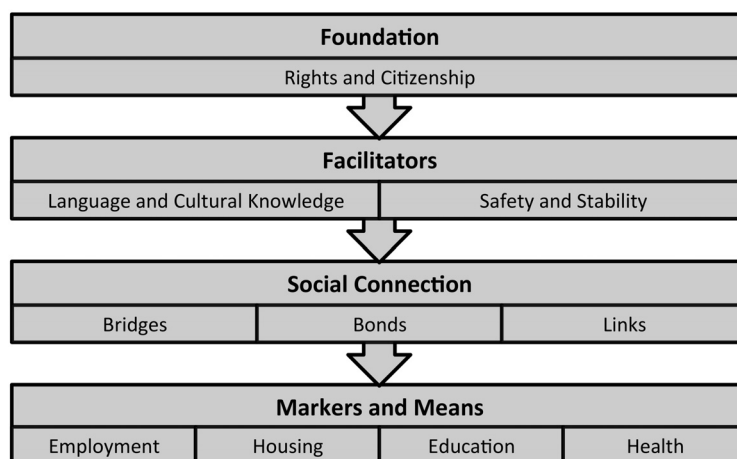 Foundation
Rights and Citizenship
Facilitators
Language and Cultural Knowledge
Safety and Stability
Social Connection
Bridges
Bonds
Links
Markers and Means
Employment
Housing
Education
Health